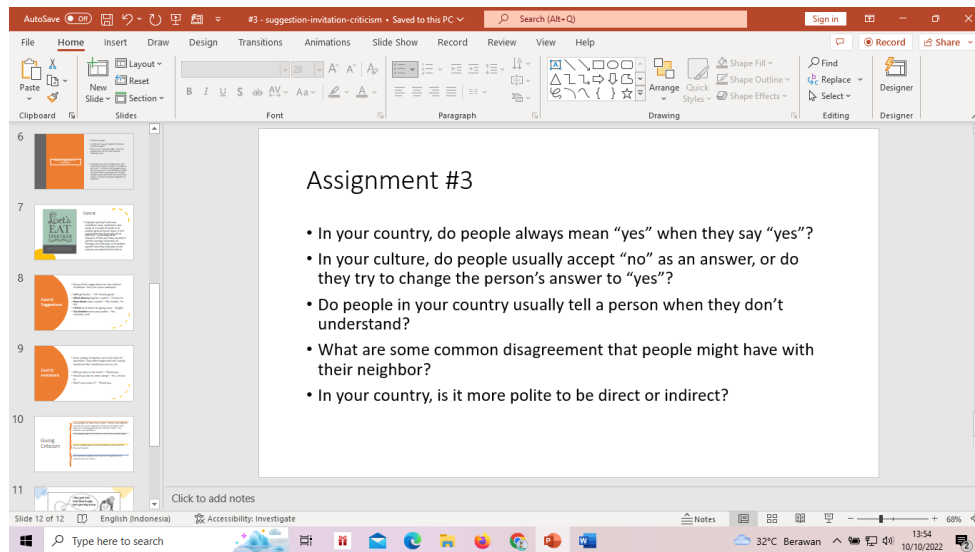 AutoSave Off #3 - suggestion-invitation-criticism • Saved to this PC Search (Alt+Q) Sign in
File Home Insert Draw Design Transitions Animations Slide Show Record Review View Help Record Share
Paste New Slide Layout Reset Section 28 Arrange Quick Styles Shape Fill Shape Outline Shape Effects Find Replace Select Designer
Clipboard Slides Font Paragraph Drawing Editing Designer
6
7
Let's
EAT
8
9
10
Giving
Criticism
11
Assignment #3
• In your country, do people always mean “yes” when they say “yes”?
• In your culture, do people usually accept “no” as an answer, or do
they try to change the person’s answer to “yes”?
• Do people in your country usually tell a person when they don’t
understand?
• What are some common disagreement that people might have with
their neighbor?
• In your country, is it more polite to be direct or indirect?
Click to add notes
Slide 12 of 12 English (Indonesia) Accessibility: Investigate Notes 68%
Type here to search 32°C Berawan 13:54
10/10/2022